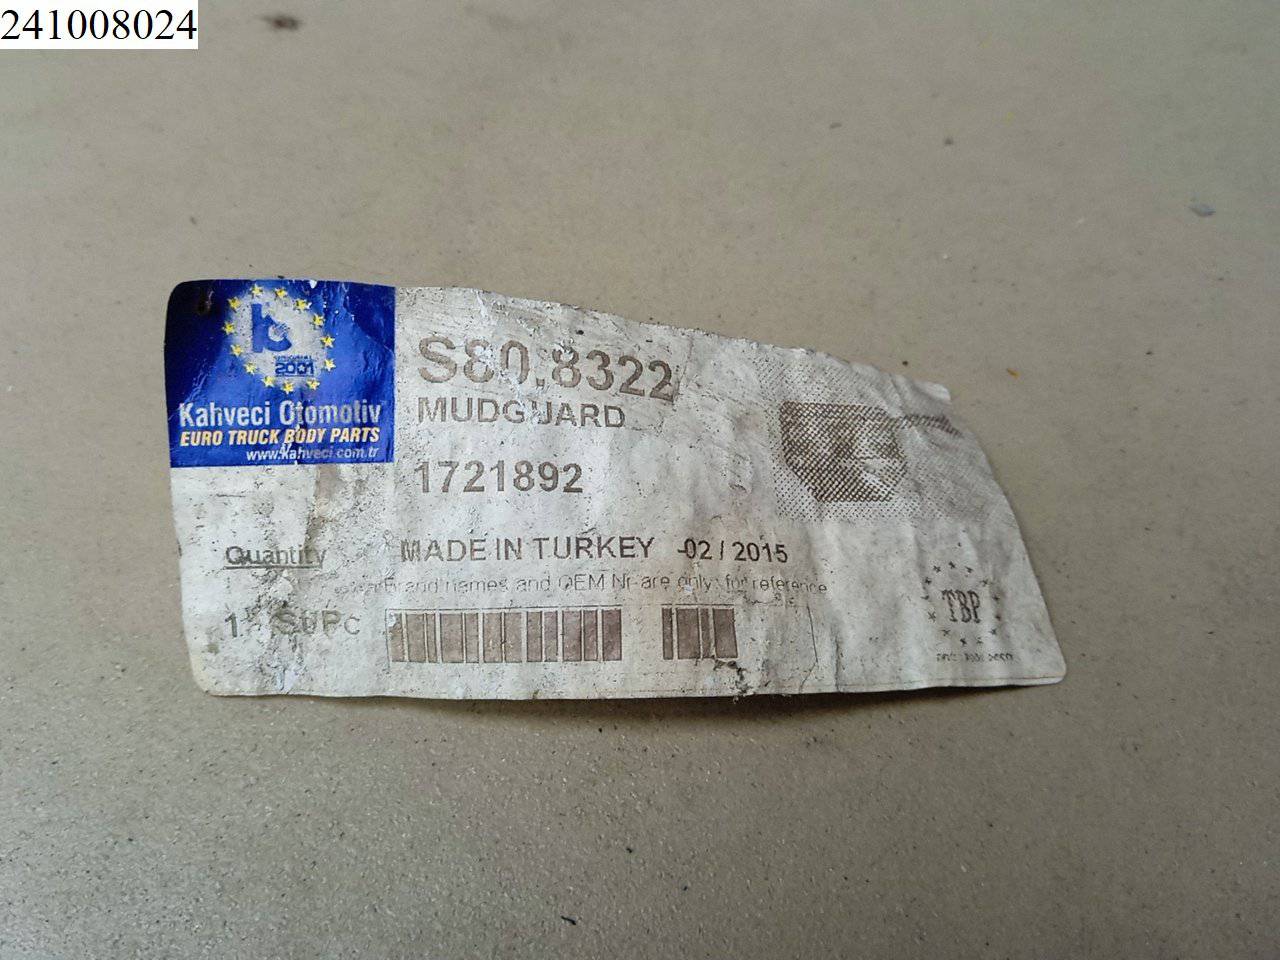 241008024
2001
Kahveci Otomotiv
EURO TRUCK BODY PARTS
www.kahveci.com.tr
S80.8322
MUDGUARD
1721892
Quantity
MADE IN TURKEY -02 / 2015
Brand names and OEM Nr are only for reference
1
TBP